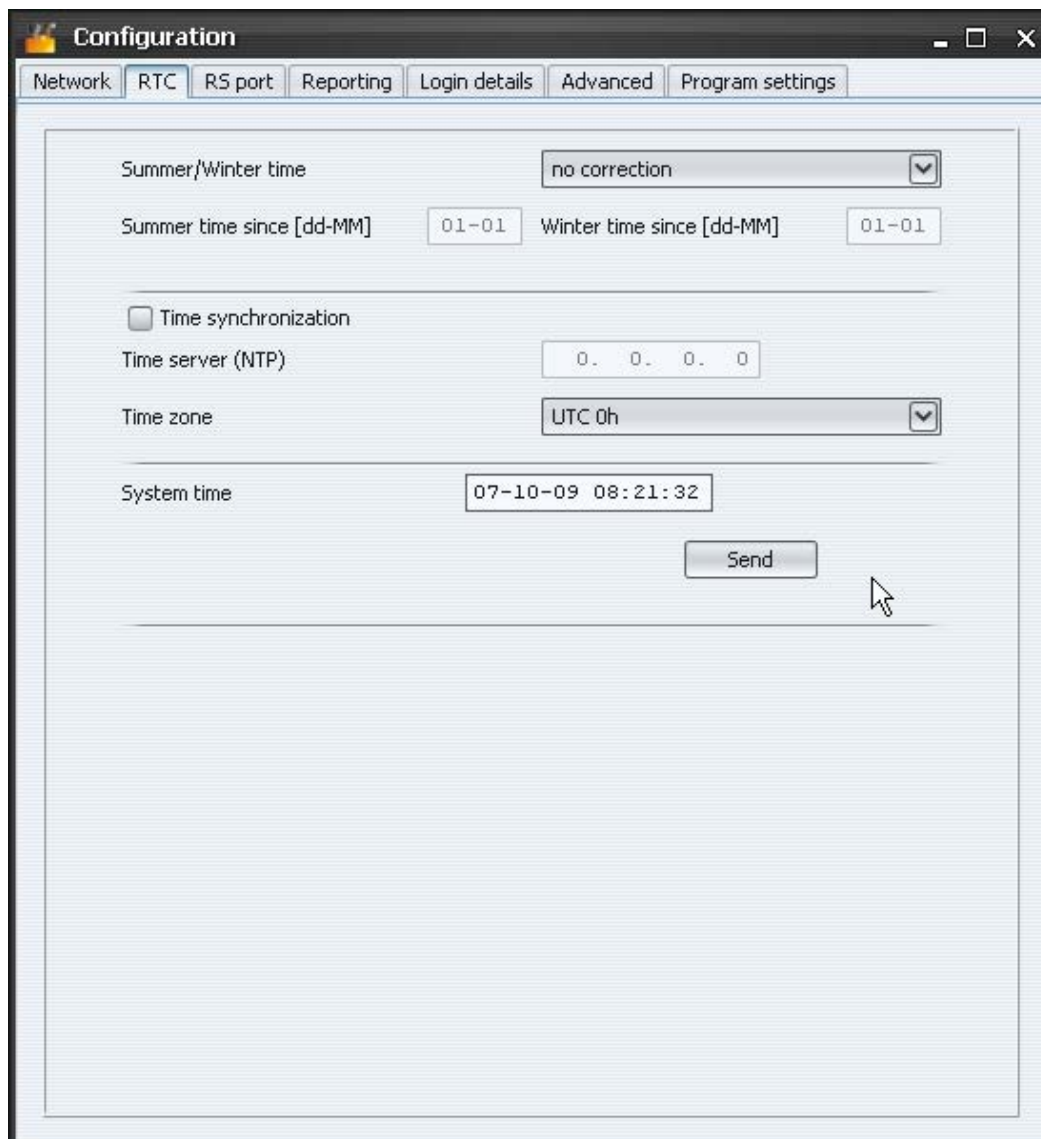 Configuration
Network RTC RS port Reporting Login details Advanced Program settings
Summer/Winter time no correction
Summer time since [dd-MM] 01-01 Winter time since [dd-MM] 01-01
Time synchronization
Time server (NTP) 0. 0. 0. 0
Time zone UTC 0h
System time 07-10-09 08:21:32
Send